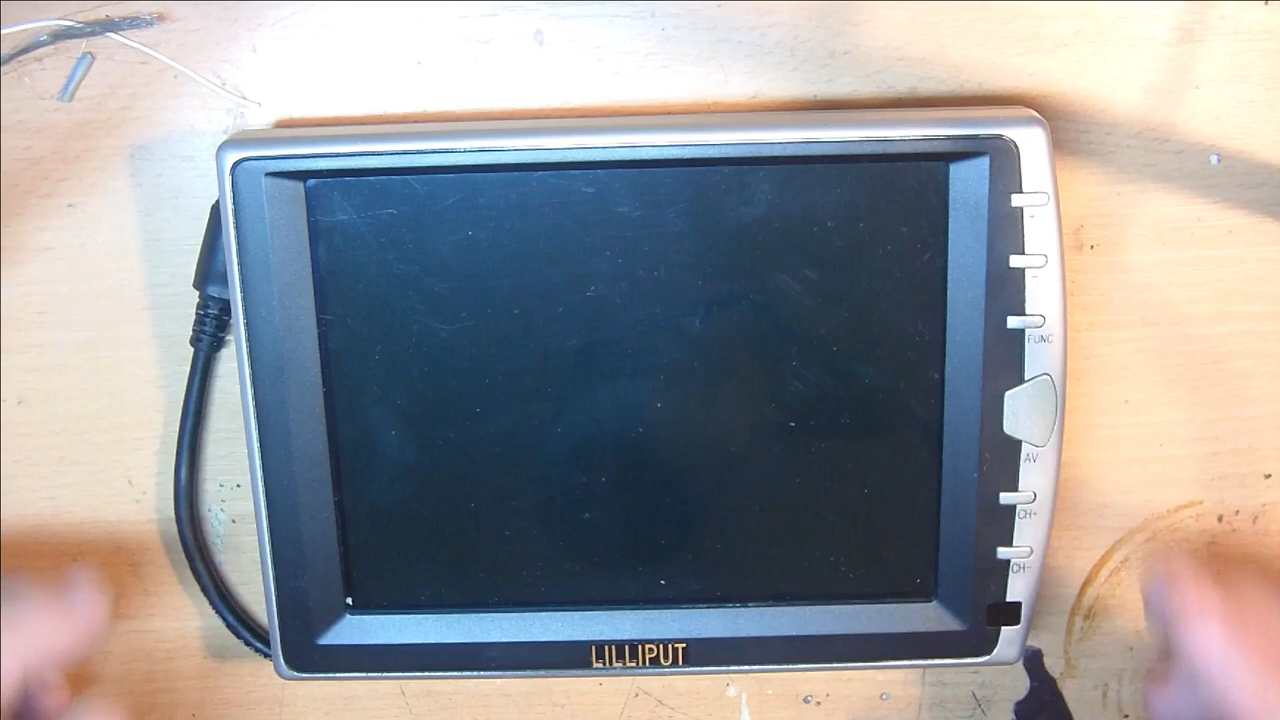 +
−
FUNC
AV
CH+
CH−
LILLIPUT